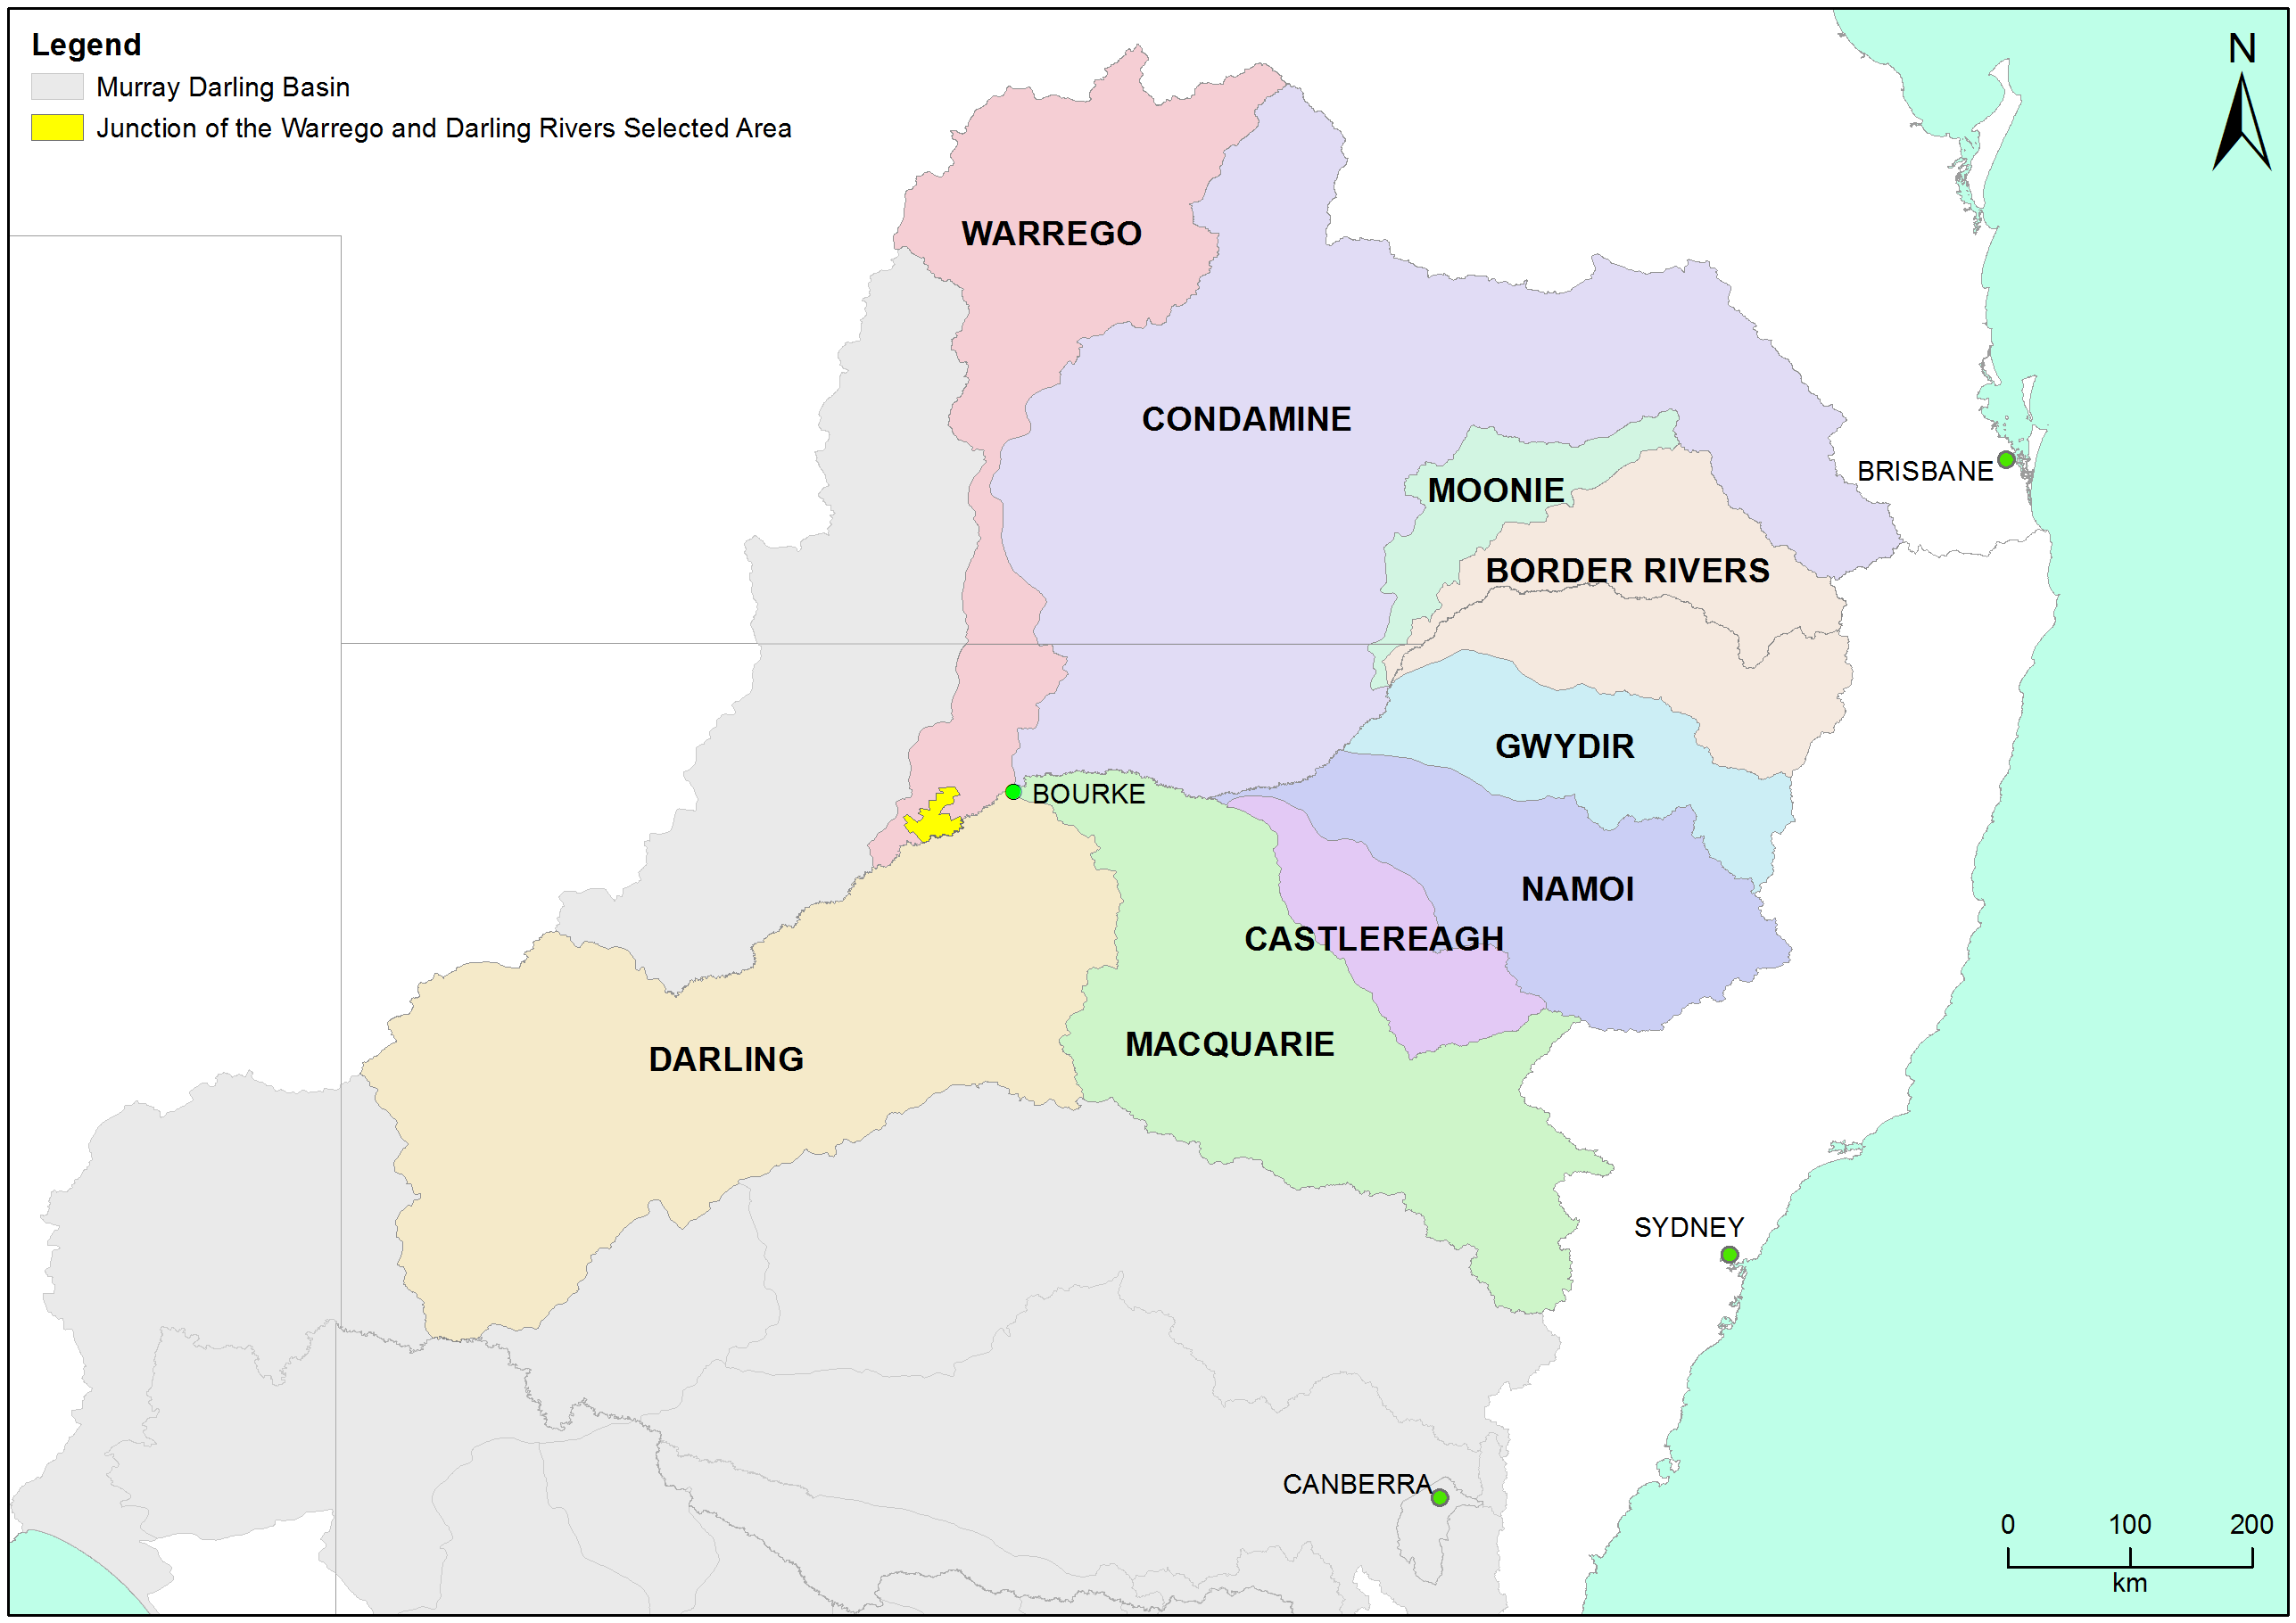 Legend
Murray Darling Basin
Junction of the Warrego and Darling Rivers Selected Area
N
WARREGO
CONDAMINE
BRISBANE
MOONIE
BORDER RIVERS
GWYDIR
BOURKE
NAMOI
CASTLEREAGH
MACQUARIE
DARLING
SYDNEY
CANBERRA
0 100 200
km